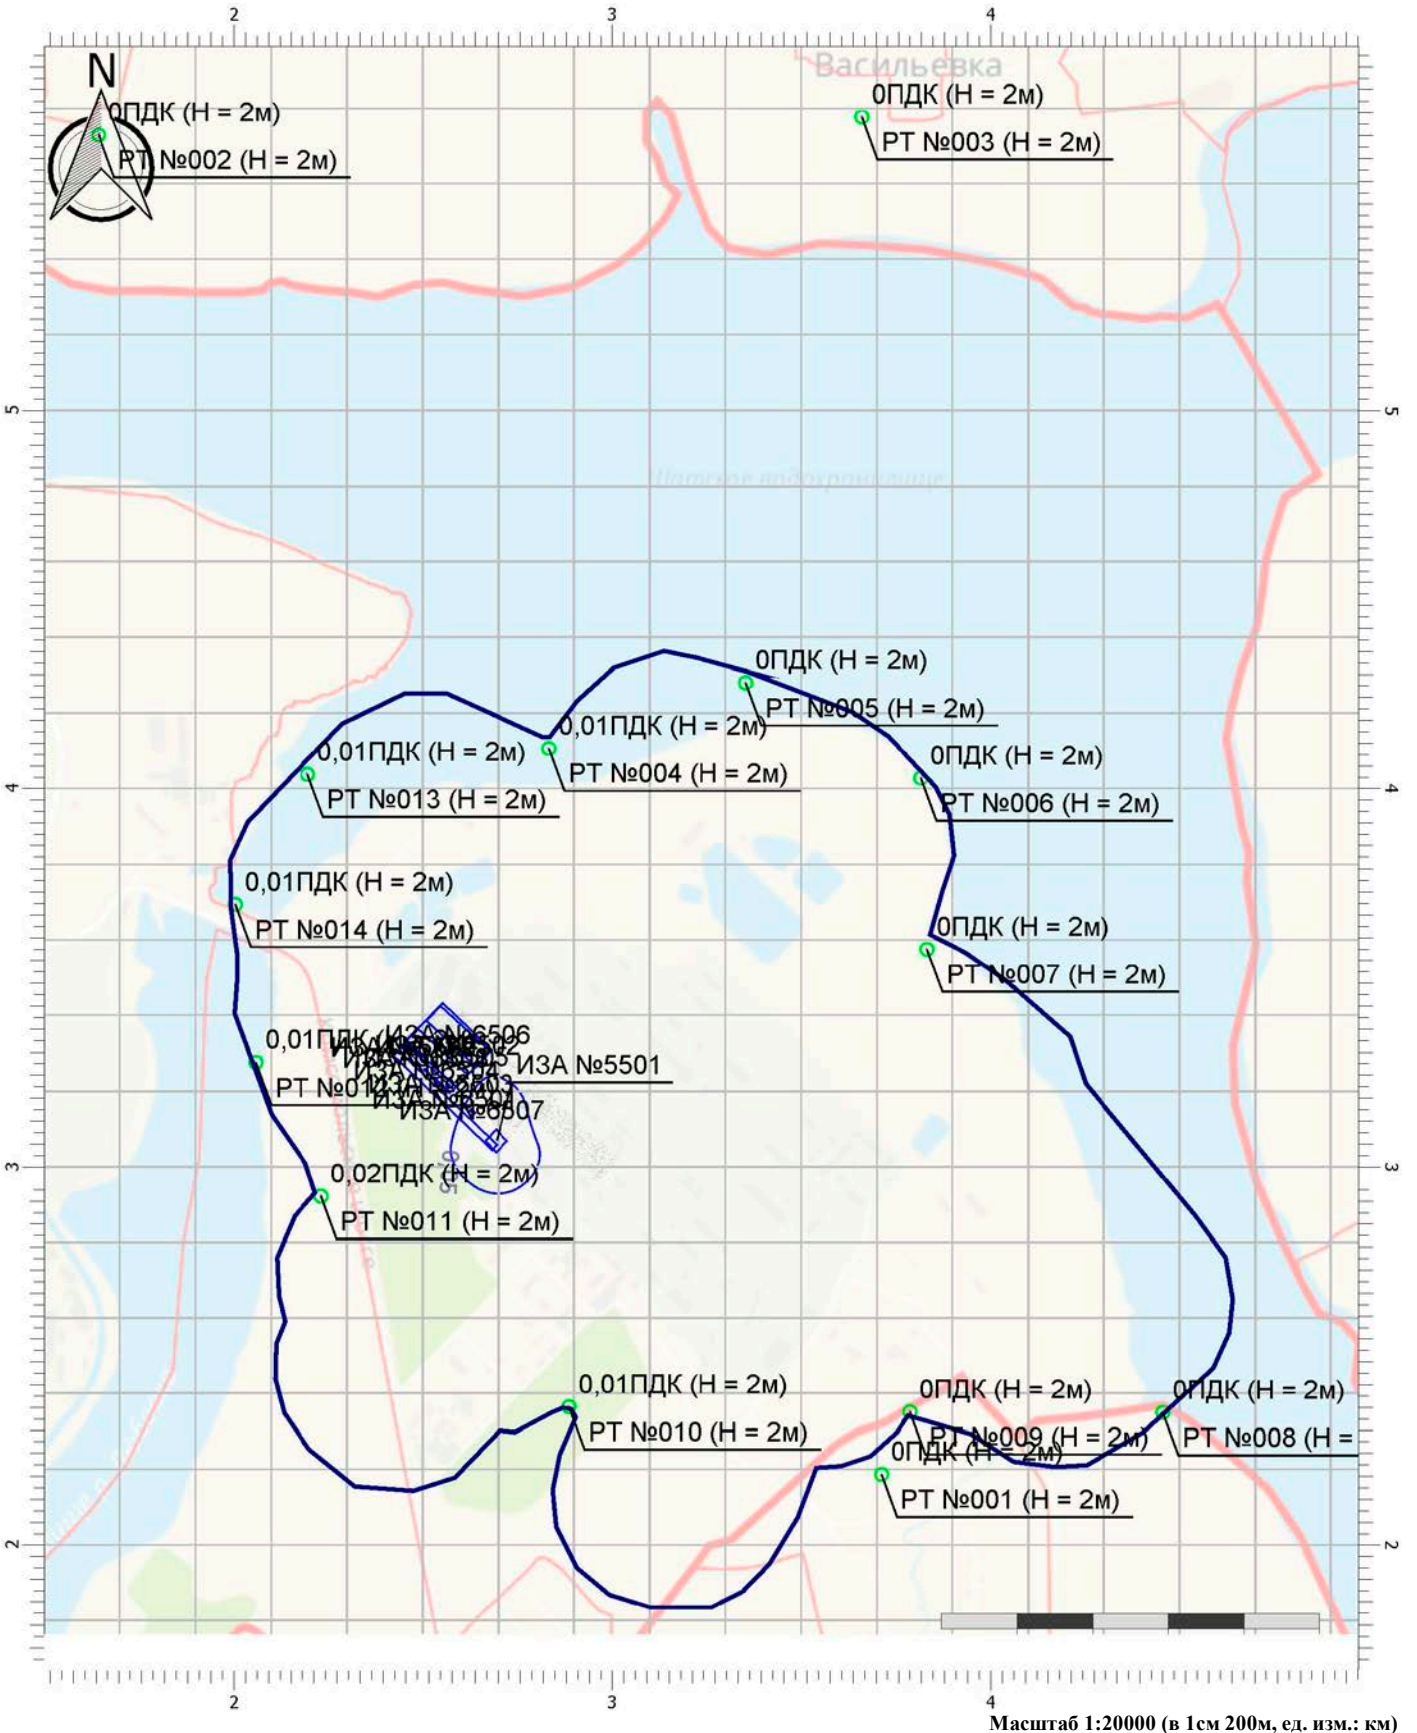 2 3 4
N
Васильевка
0ПДК (Н = 2м)
РТ №002 (Н = 2м)
0ПДК (Н = 2м)
РТ №003 (Н = 2м)
5 5
Шатское водохранилище
0ПДК (Н = 2м)
РТ №005 (Н = 2м)
0,01ПДК (Н = 2м)
РТ №004 (Н = 2м)
0,01ПДК (Н = 2м)
РТ №013 (Н = 2м)
0ПДК (Н = 2м)
РТ №006 (Н = 2м)
4 4
0,01ПДК (Н = 2м)
РТ №014 (Н = 2м)
0ПДК (Н = 2м)
РТ №007 (Н = 2м)
0,01ПДК
ИЗА №6506
ИЗА №5501
ИЗА №6507
3 3
0,02ПДК (Н = 2м)
РТ №011 (Н = 2м)
0,01ПДК (Н = 2м)
РТ №010 (Н = 2м)
0ПДК (Н = 2м)
РТ №009 (Н = 2м)
0ПДК (Н = 2м)
РТ №008 (Н =
0ПДК (Н = 2м)
РТ №001 (Н = 2м)
2 2
2 3 4
Масштаб 1:20000 (в 1см 200м, ед. изм.: км)